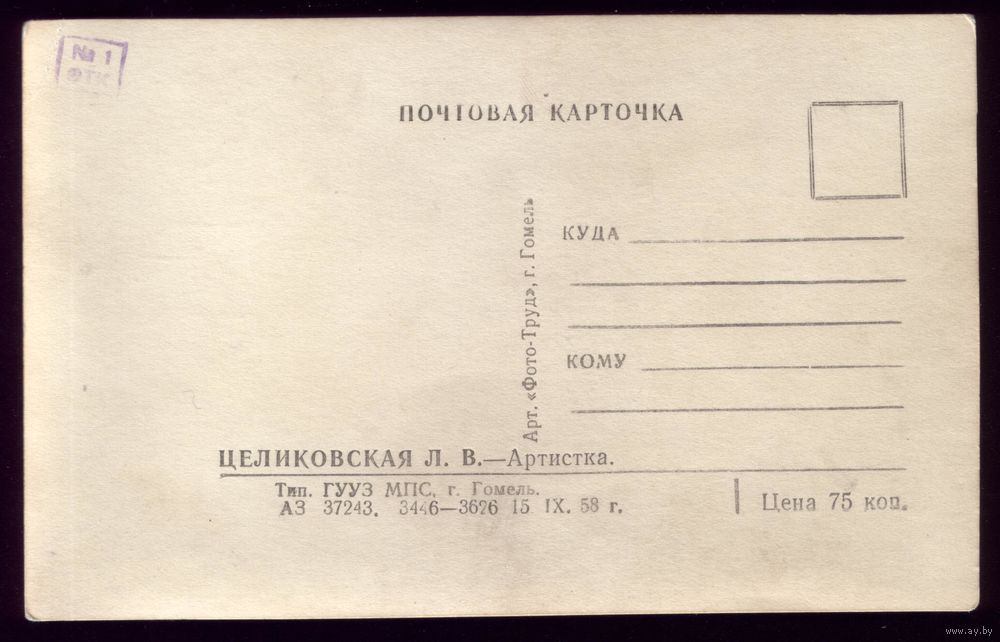 № 1
ФТК
ПОЧТОВАЯ КАРТОЧКА
Арт. «Фото-Труд», г. Гомель
КУДА
КОМУ
ЦЕЛИКОВСКАЯ Л. В.—Артистка.
Тип. ГУУЗ МПС, г. Гомель.
АЗ 37243. 3446—3626 15 IX. 58 г.
Цена 75 коп.
www.ay.by